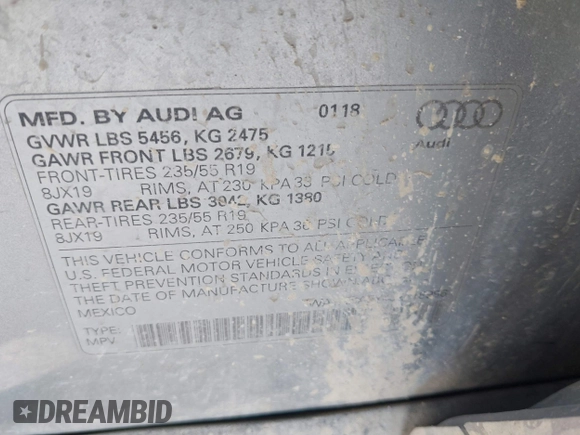 MFD. BY AUDI AG 0118
GVWR LBS 5456, KG 2475
GAWR FRONT LBS 2679, KG 1215
FRONT-TIRES 235/55 R19
8JX19 RIMS, AT 230 KPA 33 PSI COLD
GAWR REAR LBS 3042, KG 1380
REAR-TIRES 235/55 R19
8JX19 RIMS, AT 250 KPA 36 PSI COLD
THIS VEHICLE CONFORMS TO ALL APPLICABLE
U.S. FEDERAL MOTOR VEHICLE SAFETY AND
THEFT PREVENTION STANDARDS IN
THE DATE OF MANUFACTURE SHOWN
MEXICO
TYPE:
MPV
Audi
DREAMBID